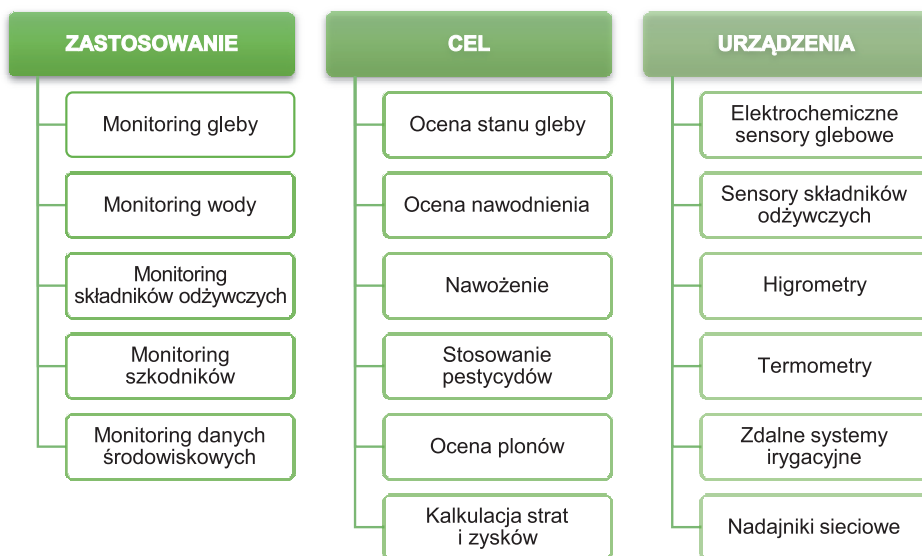 ZASTOSOWANIE
Monitoring gleby
Monitoring wody
Monitoring
składników odżywczych
Monitoring
szkodników
Monitoring danych
środowiskowych
CEL
Ocena stanu gleby
Ocena nawodnienia
Nawożenie
Stosowanie
pestycydów
Ocena plonów
Kalkulacja strat
i zysków
URZĄDZENIA
Elektrochemiczne
sensory glebowe
Sensory składników
odżywczych
Higrometry
Termometry
Zdalne systemy
irygacyjne
Nadajniki sieciowe